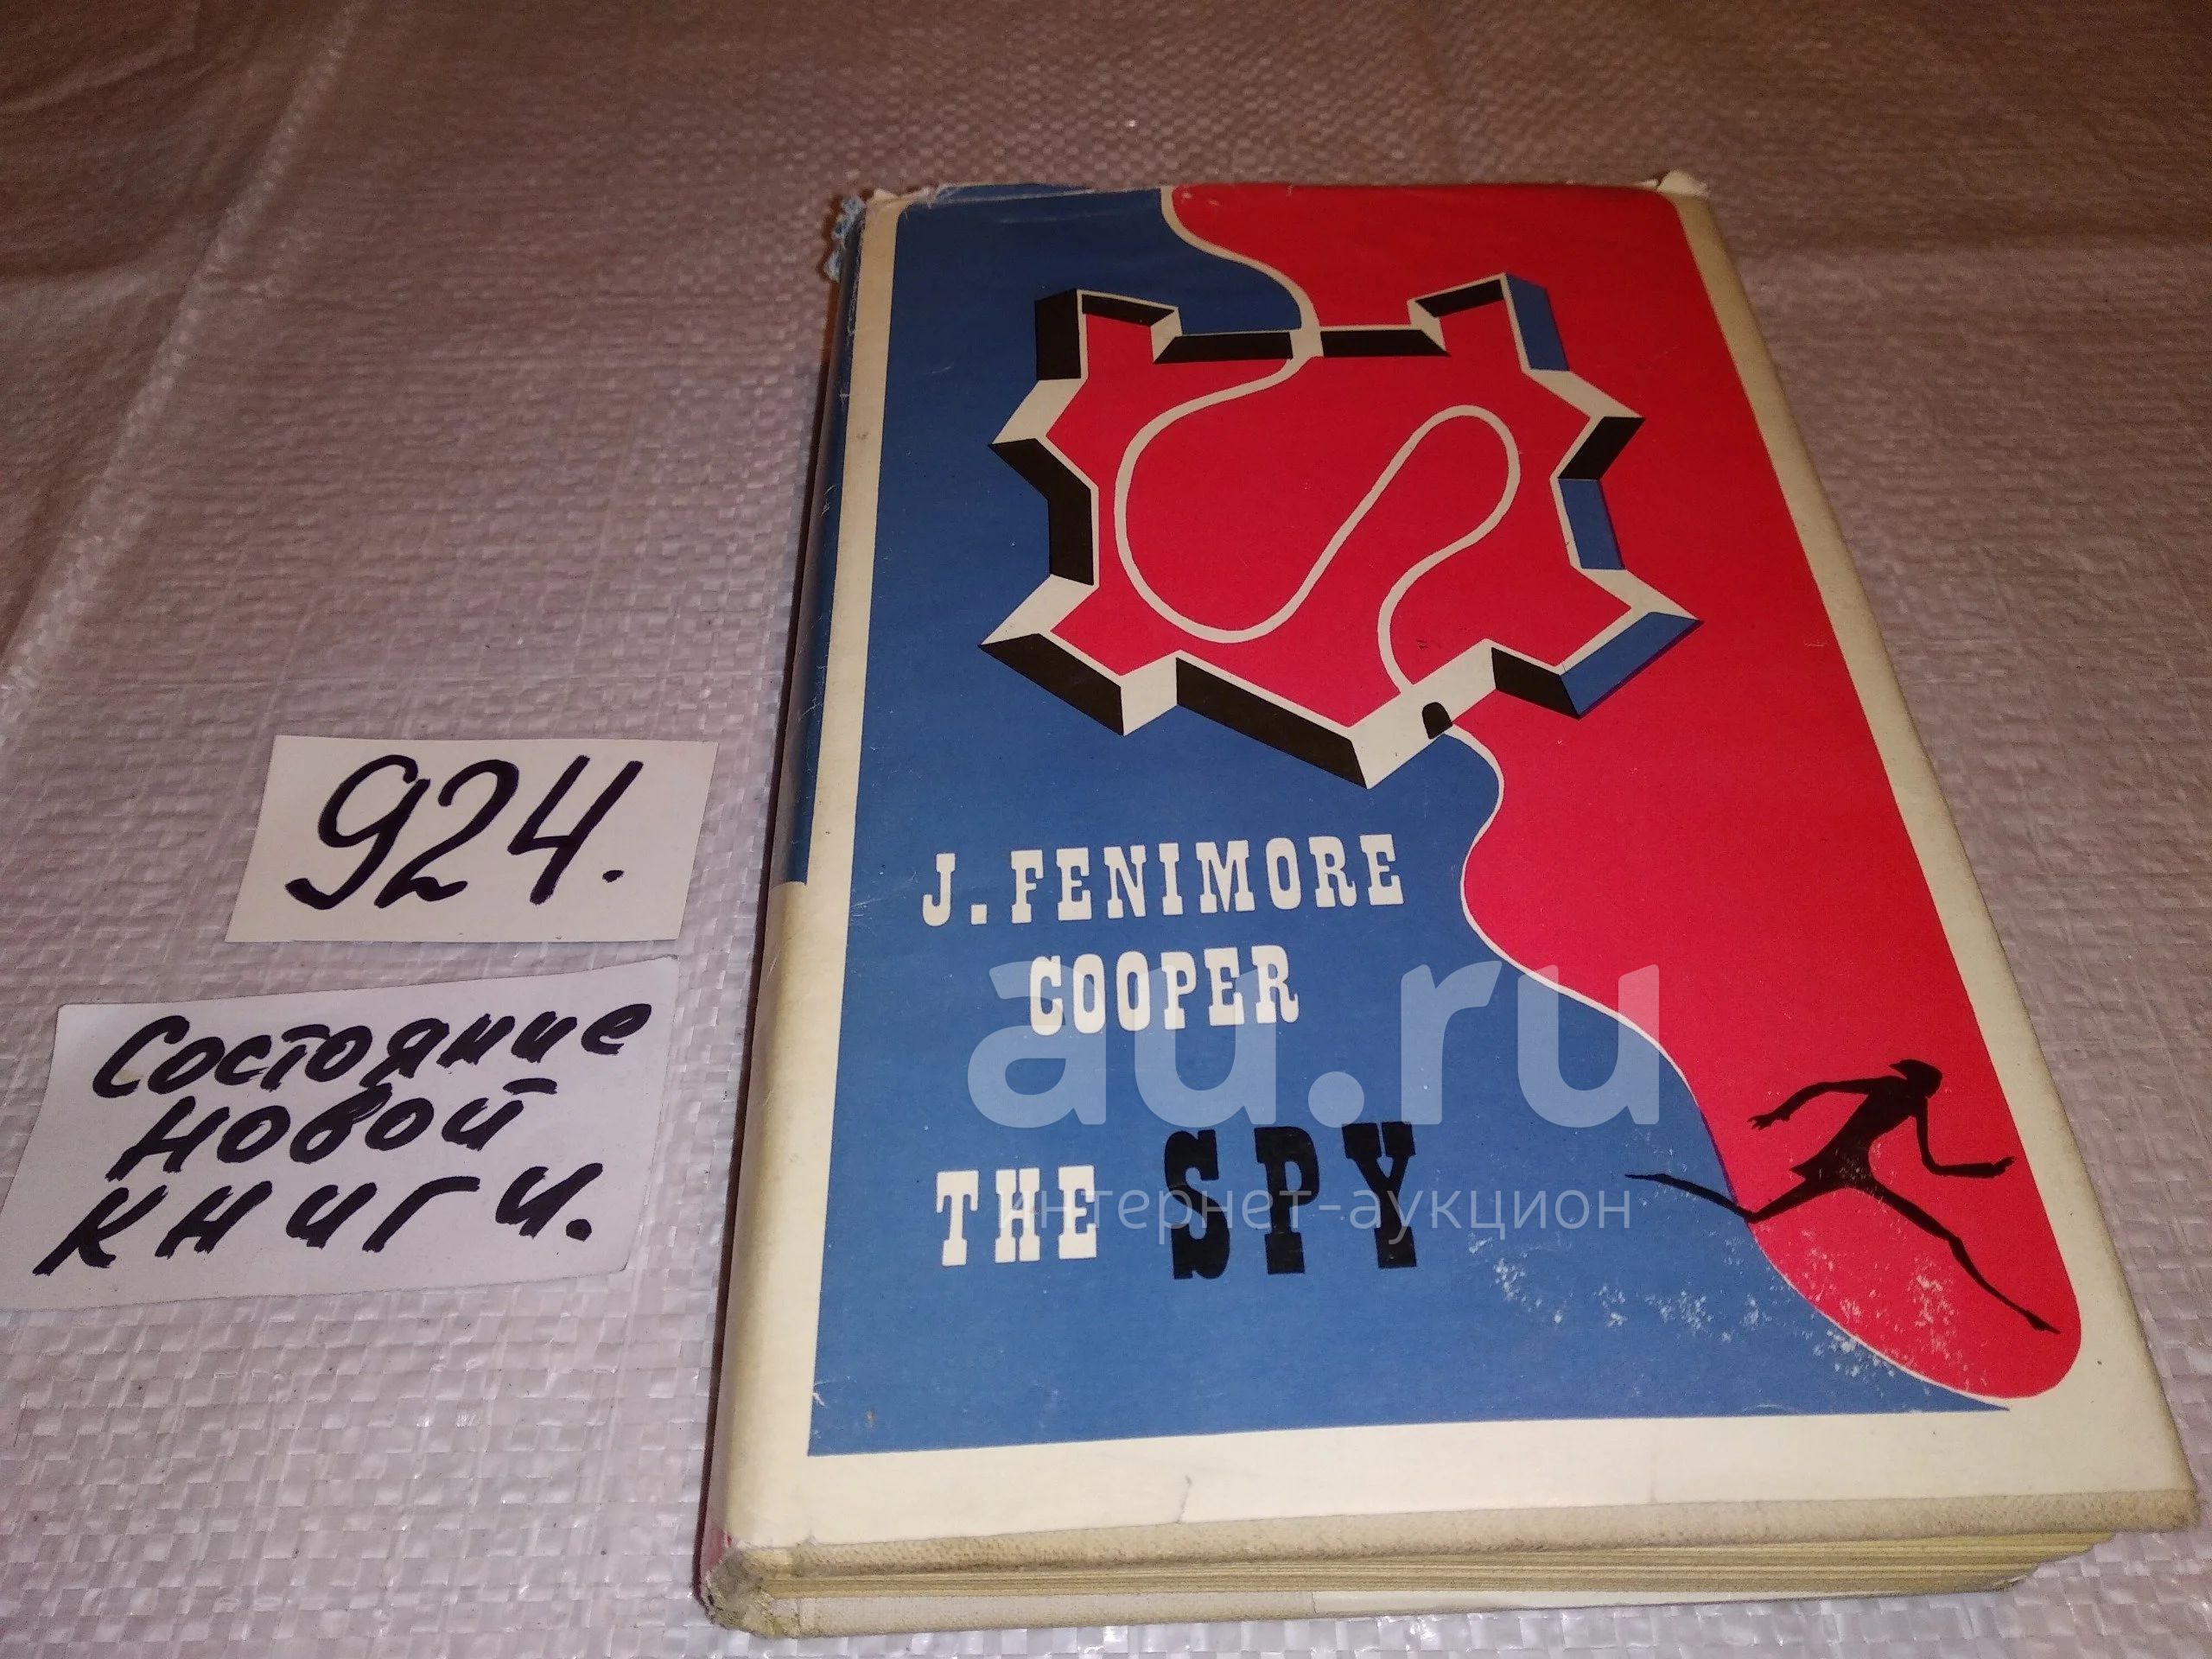 924.
Состояние
новой
книги.
J. FENIMORE
COOPER
THE SPY
au.ru
интернет-аукцион